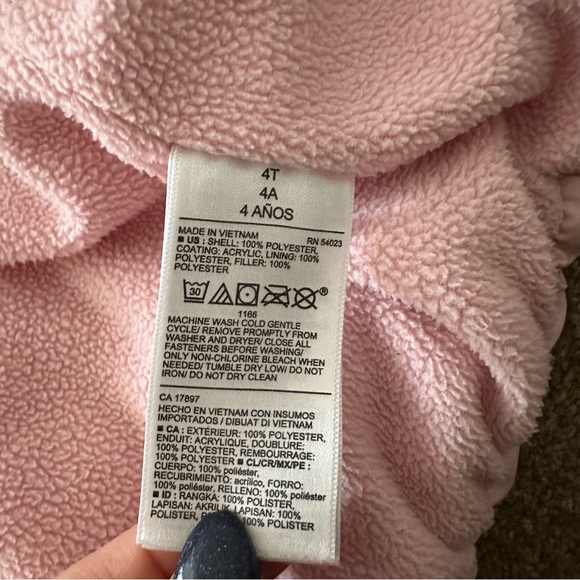 4T
4A
4 AÑOS
MADE IN VIETNAM RN 54023
■ US : SHELL: 100% POLYESTER,
COATING: ACRYLIC, LINING: 100%
POLYESTER, FILLER: 100%
POLYESTER
30 ®
1166
MACHINE WASH COLD GENTLE
CYCLE/ REMOVE PROMPTLY FROM
WASHER AND DRYER/ CLOSE ALL
FASTENERS BEFORE WASHING/
ONLY NON-CHLORINE BLEACH WHEN
NEEDED/ TUMBLE DRY LOW/ DO NOT
IRON/ DO NOT DRY CLEAN
CA 17897
HECHO EN VIETNAM CON INSUMOS
IMPORTADOS / DIBUAT DI VIETNAM
■ CA : EXTÉRIEUR: 100% POLYESTER,
ENDUIT: ACRYLIQUE, DOUBLURE:
100% POLYESTER, REMBOURRAGE:
100% POLYESTER ■ CL/CR/MX/PE :
CUERPO: 100% poliéster,
RECUBRIMIENTO: acrílico, FORRO:
100% poliéster, RELLENO: 100% poliéster
■ ID : RANGKA: 100% POLISTER,
LAPISAN: AKRILIK, LAPISAN: 100%
POLISTER, 100% POLISTER